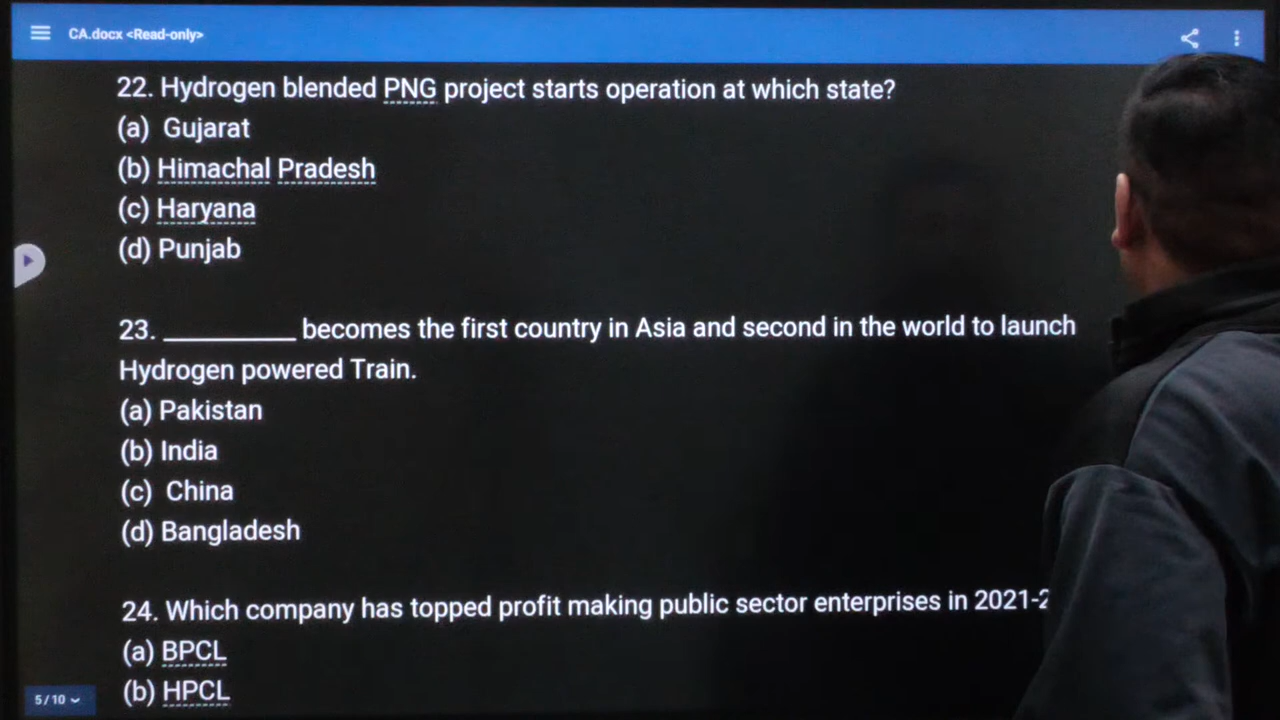 CA.docx <Read-only>
22. Hydrogen blended PNG project starts operation at which state?
(a) Gujarat
(b) Himachal Pradesh
(c) Haryana
(d) Punjab
23. __________ becomes the first country in Asia and second in the world to launch
Hydrogen powered Train.
(a) Pakistan
(b) India
(c) China
(d) Bangladesh
24. Which company has topped profit making public sector enterprises in 2021-2
(a) BPCL
(b) HPCL
5/10